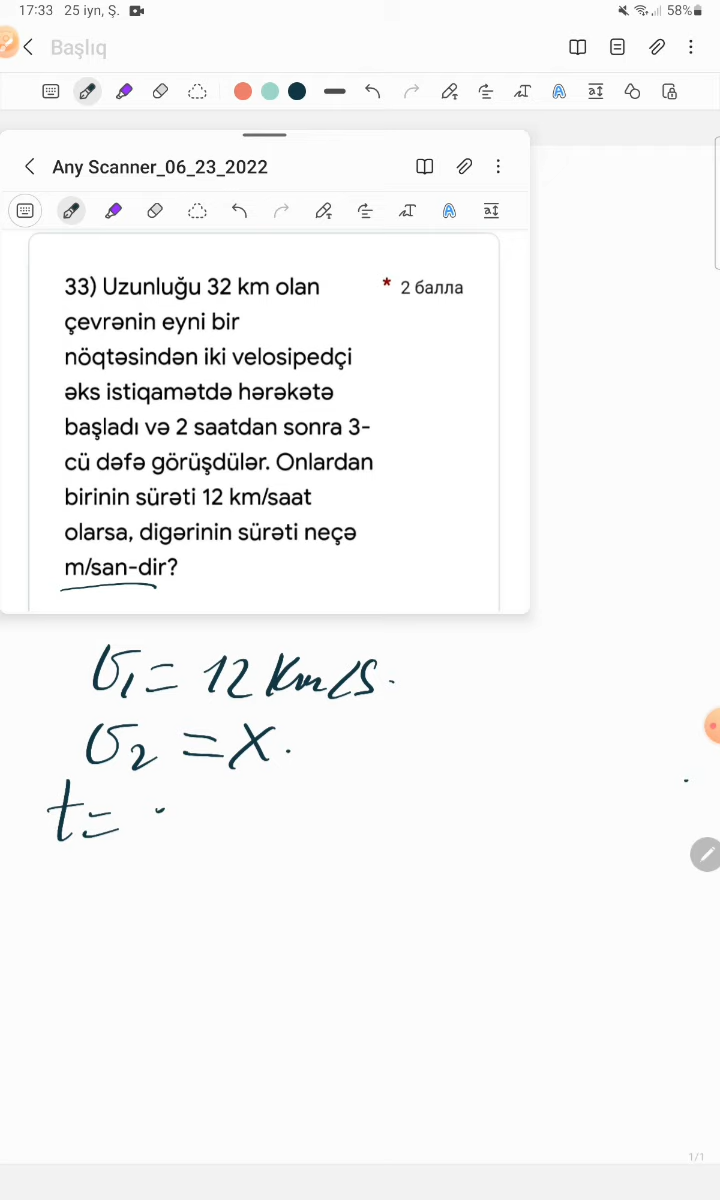 17:33 25 iyn, Ş. 58%
Başlıq
Any Scanner_06_23_2022
33) Uzunluğu 32 km olan * 2 балла
çevrənin eyni bir
nöqtəsindən iki velosipedçi
əks istiqamətdə hərəkətə
başladı və 2 saatdan sonra 3-
cü dəfə görüşdülər. Onlardan
birinin sürəti 12 km/saat
olarsa, digərinin sürəti neçə
m/san-dir?
υ₁ = 12 km/s.
υ₂ = x.
t =
1/1